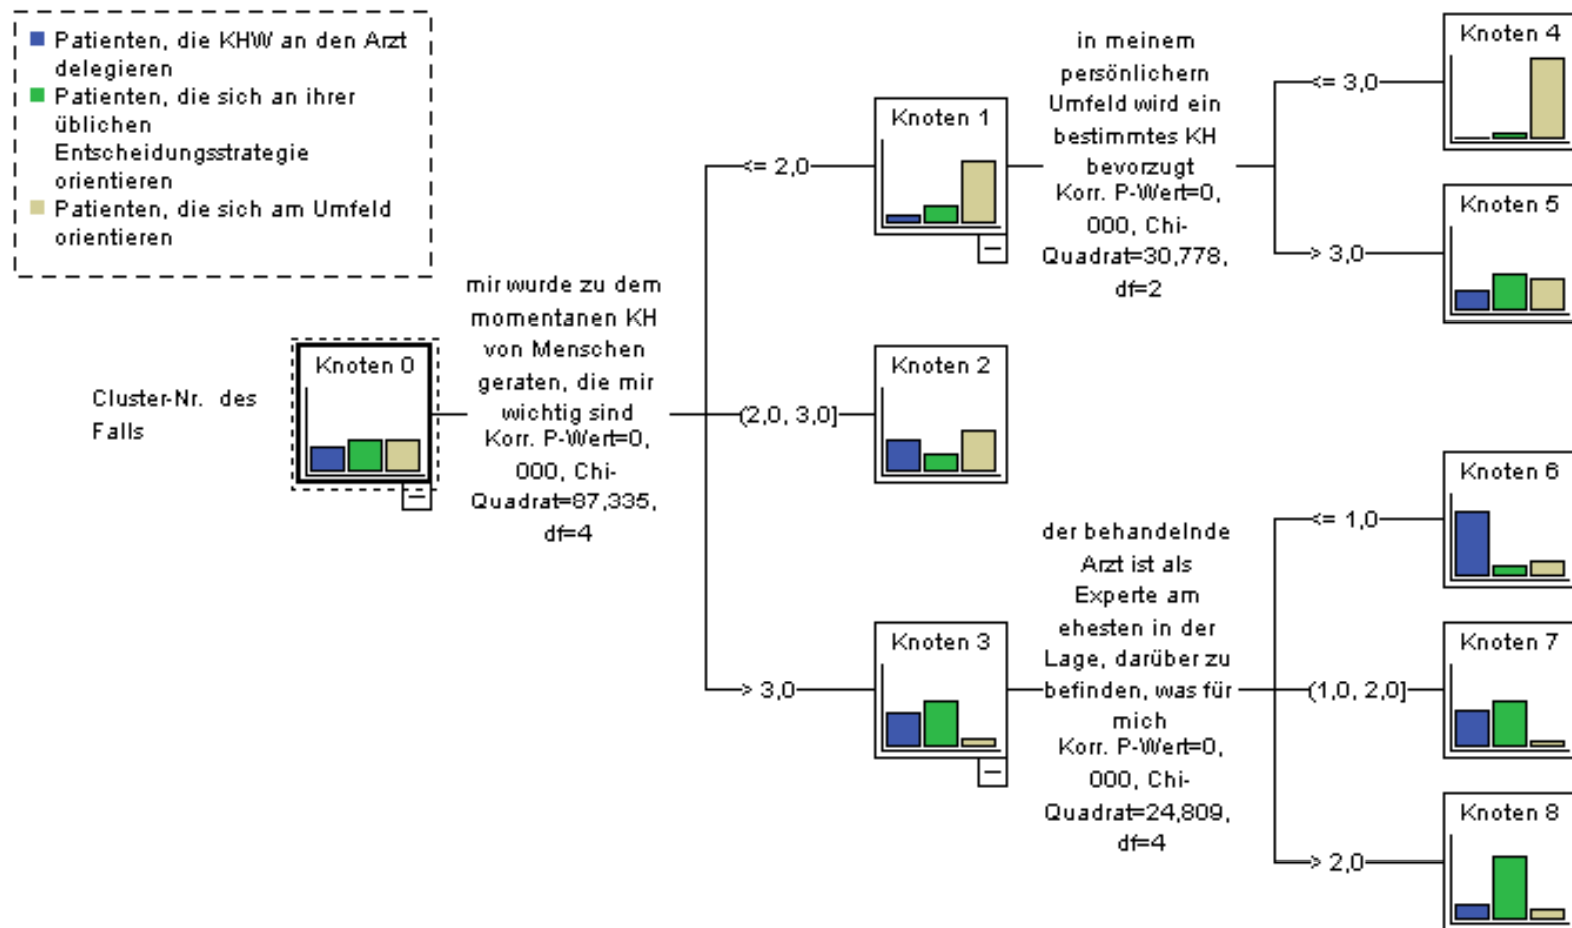 Patienten, die KHW an den Arzt
delegieren
Patienten, die sich an ihrer
üblichen
Entscheidungsstrategie
orientieren
Patienten, die sich am Umfeld
orientieren
Cluster-Nr. des
Falls
Knoten 0
mir wurde zu dem
momentanen KH
von Menschen
geraten, die mir
wichtig sind
Korr. P-Wert=0,
000, Chi-
Quadrat=87,335,
df=4
<= 2,0
Knoten 1
in meinem
persönlichern
Umfeld wird ein
bestimmtes KH
bevorzugt
Korr. P-Wert=0,
000, Chi-
Quadrat=30,778,
df=2
<= 3,0
Knoten 4
> 3,0
Knoten 5
(2,0, 3,0]
Knoten 2
> 3,0
Knoten 3
der behandelnde
Arzt ist als
Experte am
ehesten in der
Lage, darüber zu
befinden, was für
mich
Korr. P-Wert=0,
000, Chi-
Quadrat=24,809,
df=4
<= 1,0
Knoten 6
(1,0, 2,0]
Knoten 7
> 2,0
Knoten 8